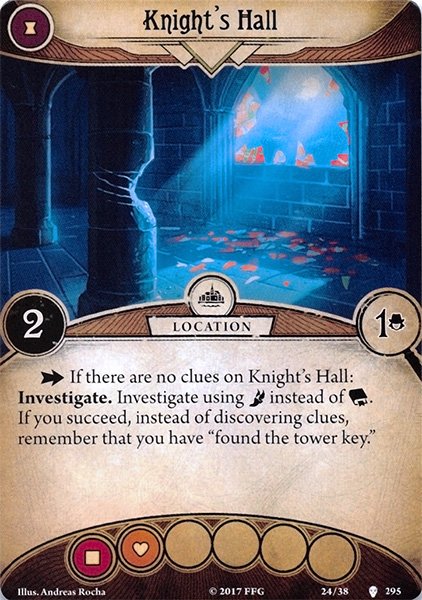 Knight's Hall
2
1
LOCATION
If there are no clues on Knight's Hall:
Investigate. Investigate using instead of .
If you succeed, instead of discovering clues,
remember that you have “found the tower key.”
Illus. Andreas Rocha © 2017 FFG 24/38 295